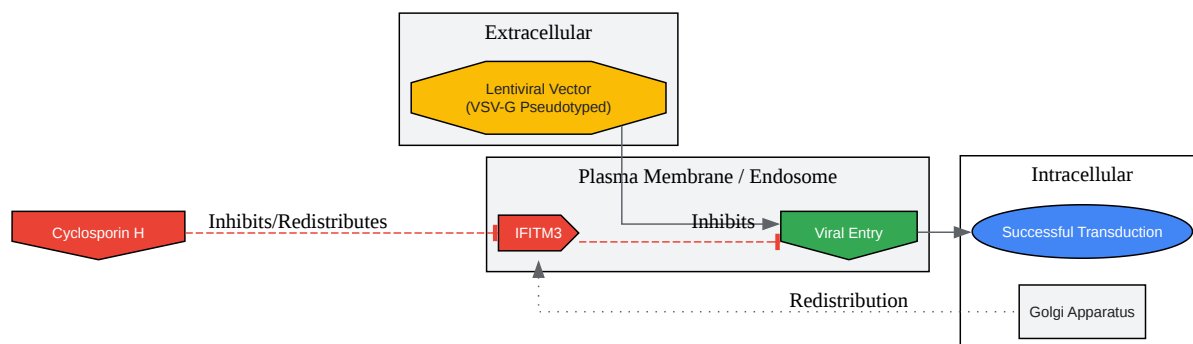 Extracellular
Lentiviral Vector
(VSV-G Pseudotyped)
Plasma Membrane / Endosome
Intracellular
Cyclosporin H
Inhibits/Redistributes
IFITM3
Inhibits
Viral Entry
Successful Transduction
Redistribution
Golgi Apparatus